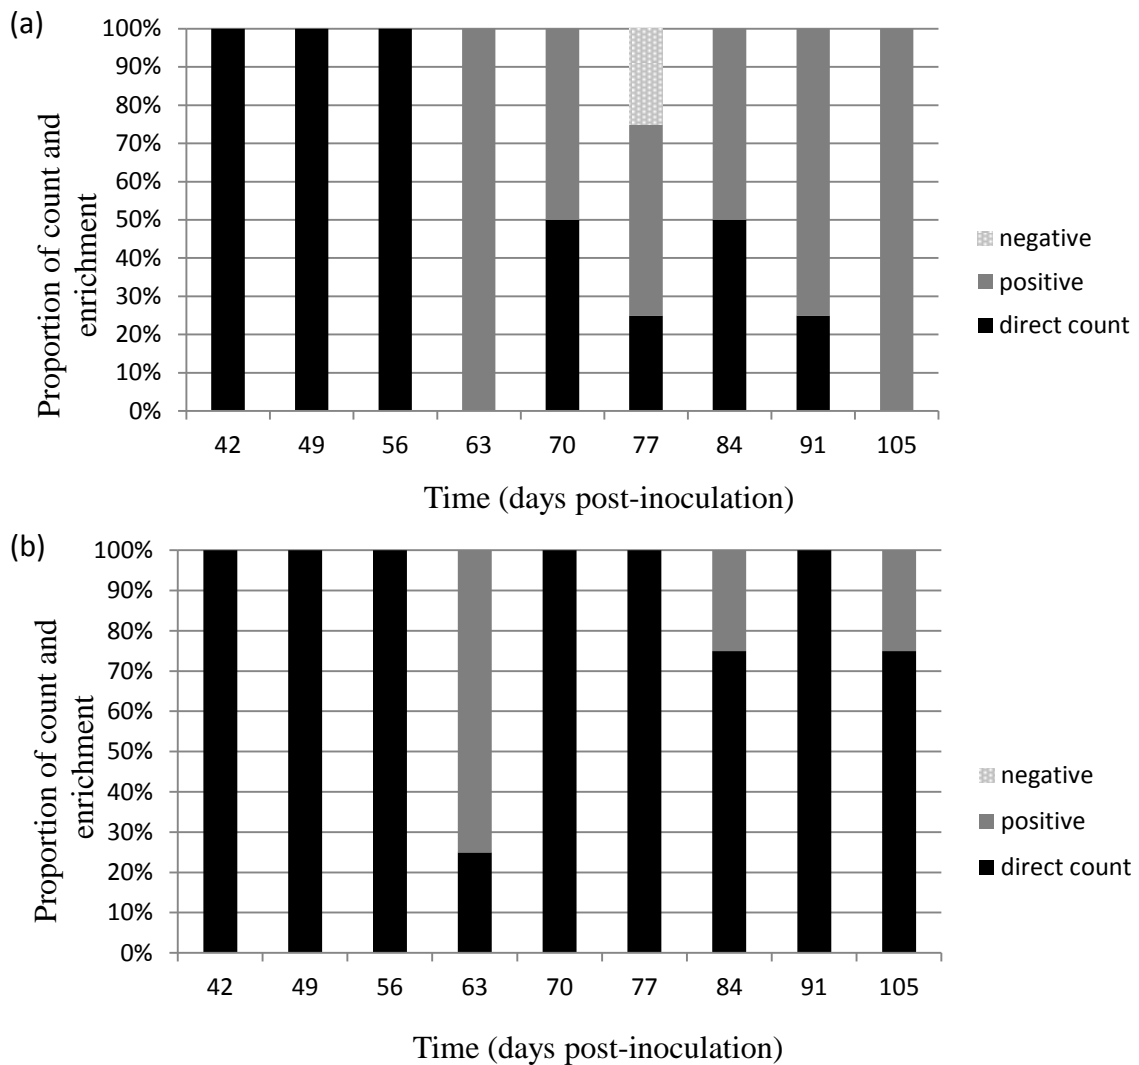 (a)
100%
90%
80%
70%
60%
50%
40%
30%
20%
10%
0%
Proportion of count and
enrichment
42 49 56 63 70 77 84 91 105
Time (days post-inoculation)
negative
positive
direct count
(b)
100%
90%
80%
70%
60%
50%
40%
30%
20%
10%
0%
Proportion of count and
enrichment
42 49 56 63 70 77 84 91 105
Time (days post-inoculation)
negative
positive
direct count